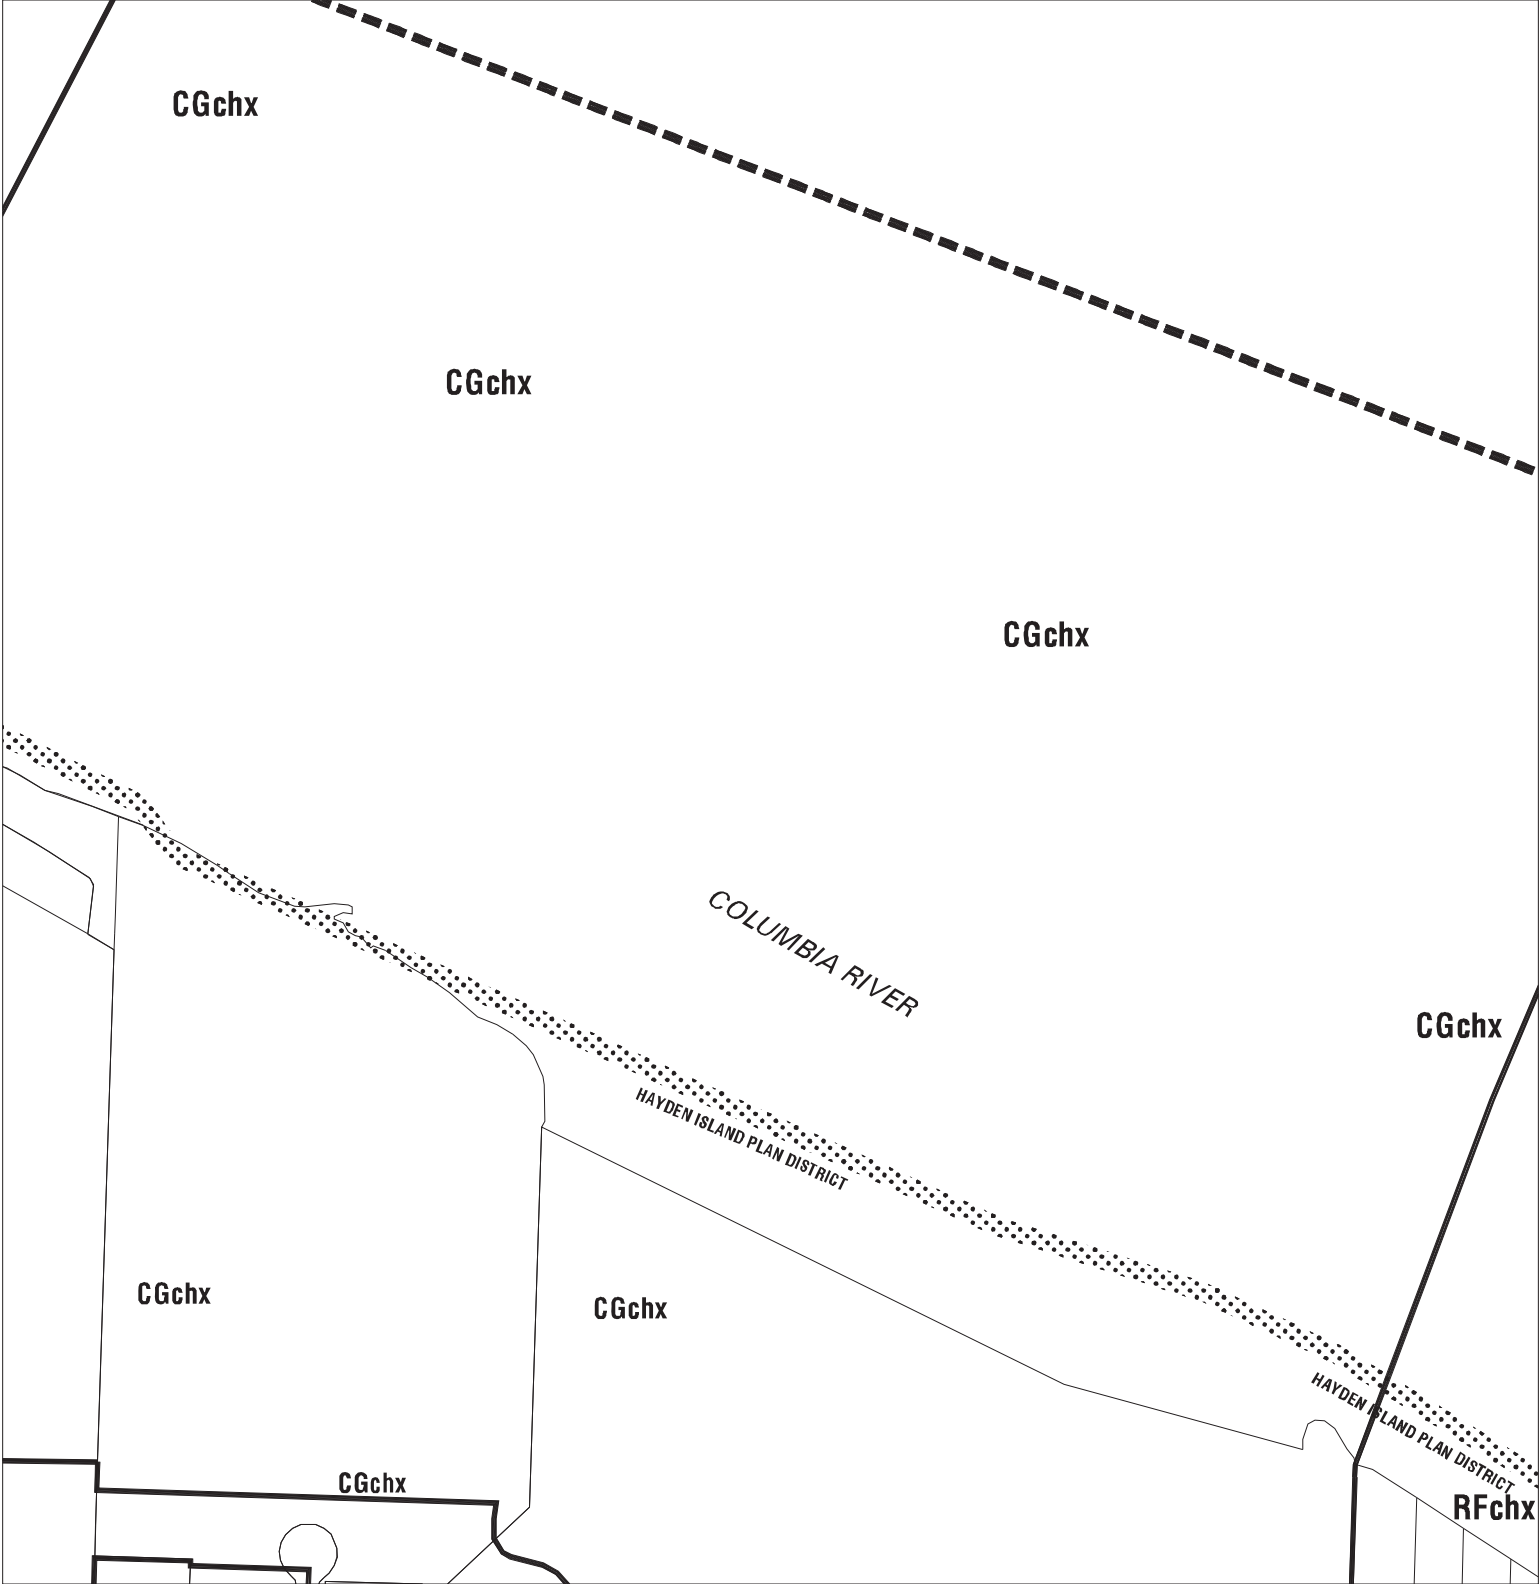 CGchx
CGchx
CGchx
COLUMBIA RIVER
CGchx
HAYDEN ISLAND PLAN DISTRICT
CGchx
CGchx
HAYDEN ISLAND PLAN DISTRICT
CGchx
RFchx